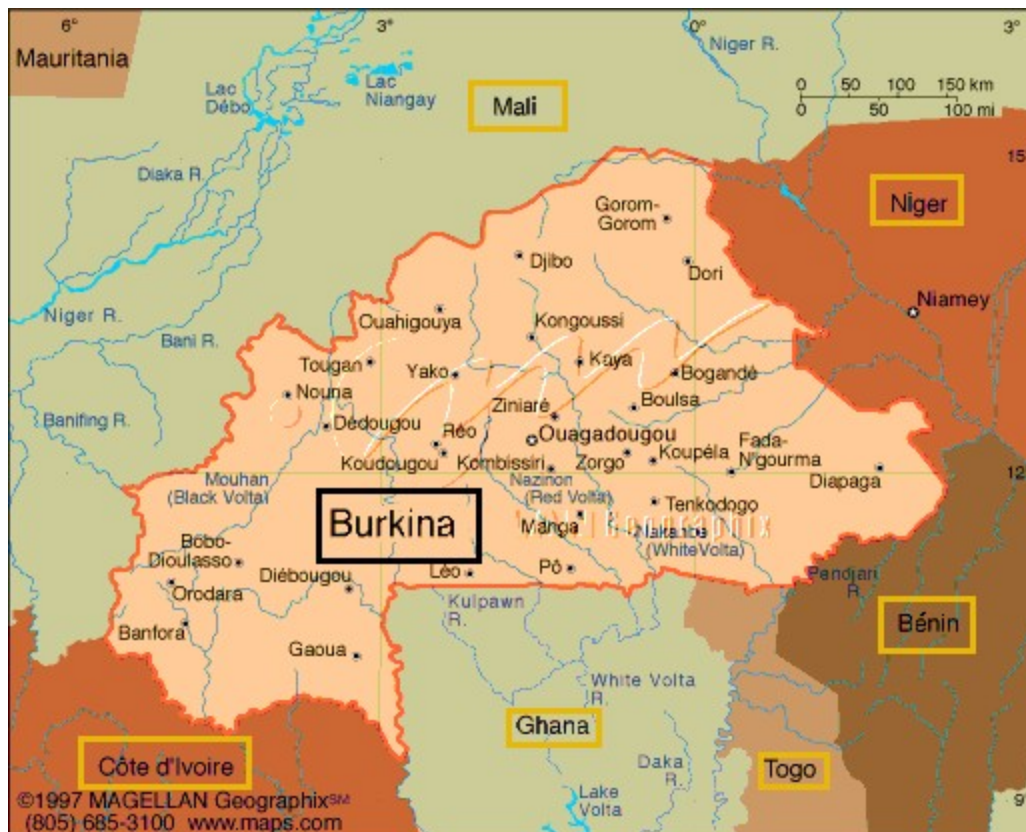 6°
3°
0°
3°
Mauritania
Niger R.
Lac
Débo
Lac
Niangay
Mali
0 50 100 150 km
0 50 100 mi
15
Diaka R.
Niger
Gorom-
Gorom
Djibo
Dori
Niamey
Niger R.
Ouahigouya
Kongoussi
Bani R.
Tougan
Yako
Kaya
Bogandé
Nouna
Boulsa
Ziniaré
Banifing R.
Dédougou
Réo
Ouagadougou
Koudougou
Kombissiri
Zorgo
Koupéla
Fada-
N'gourma
12
Mouhan
(Black Volta)
Nazinon
(Red Volta)
Diapaga
Tenkodogo
Burkina
Manga
Nakanbe
(WhiteVolta)
Bobo-
Dioulasso
Diébougou
Léo
Pô
Pendjari
R.
Orodara
Kulpawn
R.
Banfora
Bénin
Gaoua
White Volta
R.
Ghana
Côte d'Ivoire
Daka
R.
Togo
©1997 MAGELLAN Geographix℠
(805) 685-3100 www.maps.com
Lake
Volta
9